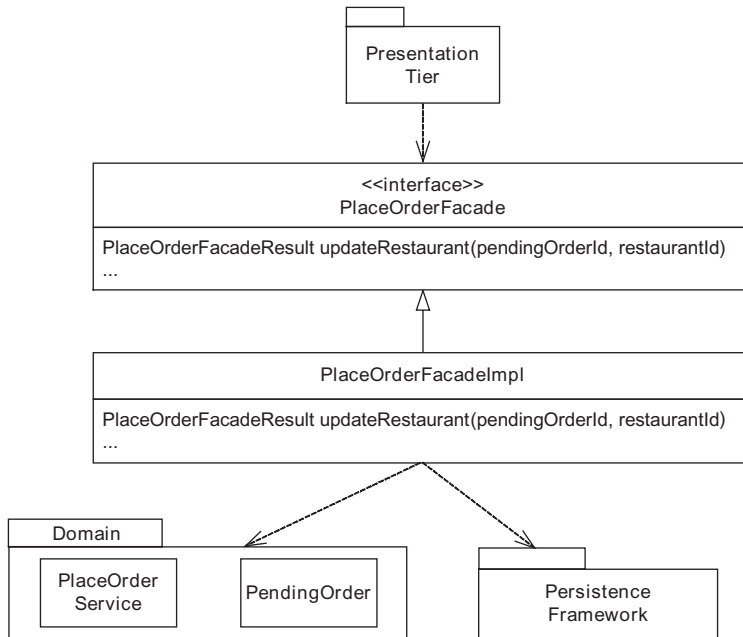 Presentation
Tier
<<interface>>
PlaceOrderFacade
PlaceOrderFacadeResult updateRestaurant(pendingOrderId, restaurantId)
...
PlaceOrderFacadeImpl
PlaceOrderFacadeResult updateRestaurant(pendingOrderId, restaurantId)
...
Domain
PlaceOrder
Service
PendingOrder
Persistence
Framework